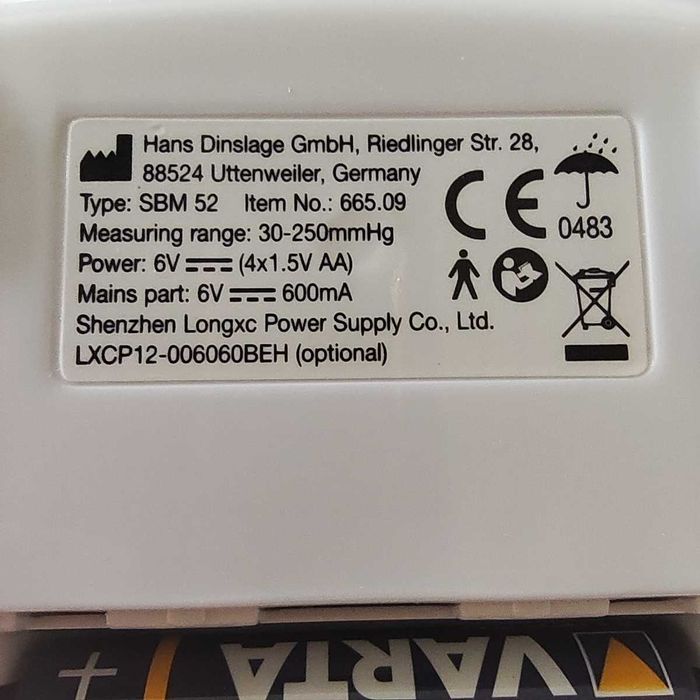 Hans Dinslage GmbH, Riedlinger Str. 28,
88524 Uttenweiler, Germany
Type: SBM 52 Item No.: 665.09
Measuring range: 30-250mmHg
CE 0483
Power: 6V (4x1.5V AA)
Mains part: 6V 600mA
Shenzhen Longxc Power Supply Co., Ltd.
LXCP12-006060BEH (optional)
+ VARTA